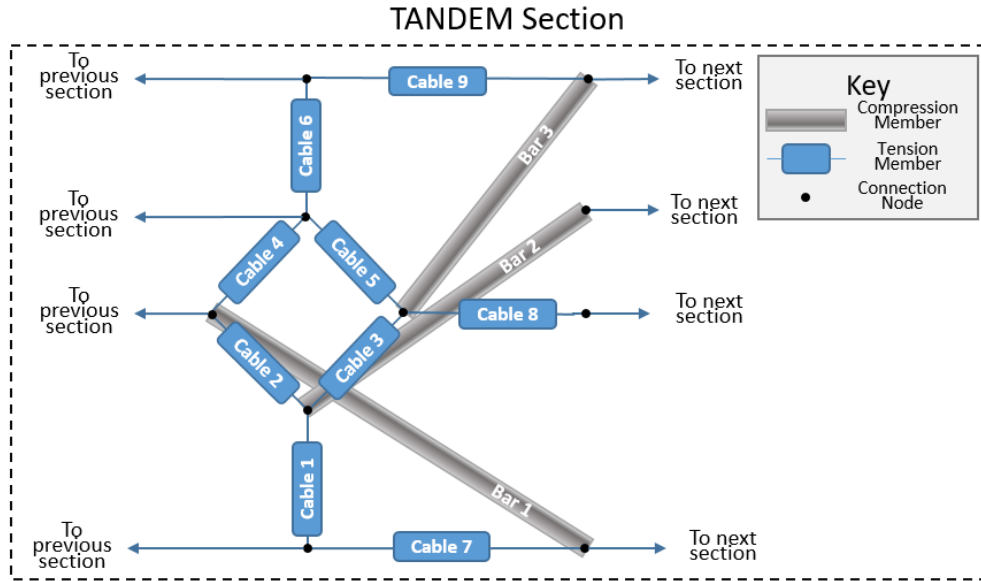 TANDEM Section
To
previous
section
Cable 9
To next
section
Key
Compression
Member
Tension
Member
Connection
Node
Cable 6
Bar 3
To
previous
section
To next
section
Cable 4
Cable 5
Bar 2
To
previous
section
Cable 8
To next
section
Cable 2
Cable 3
Cable 1
Bar 1
To
previous
section
Cable 7
To next
section